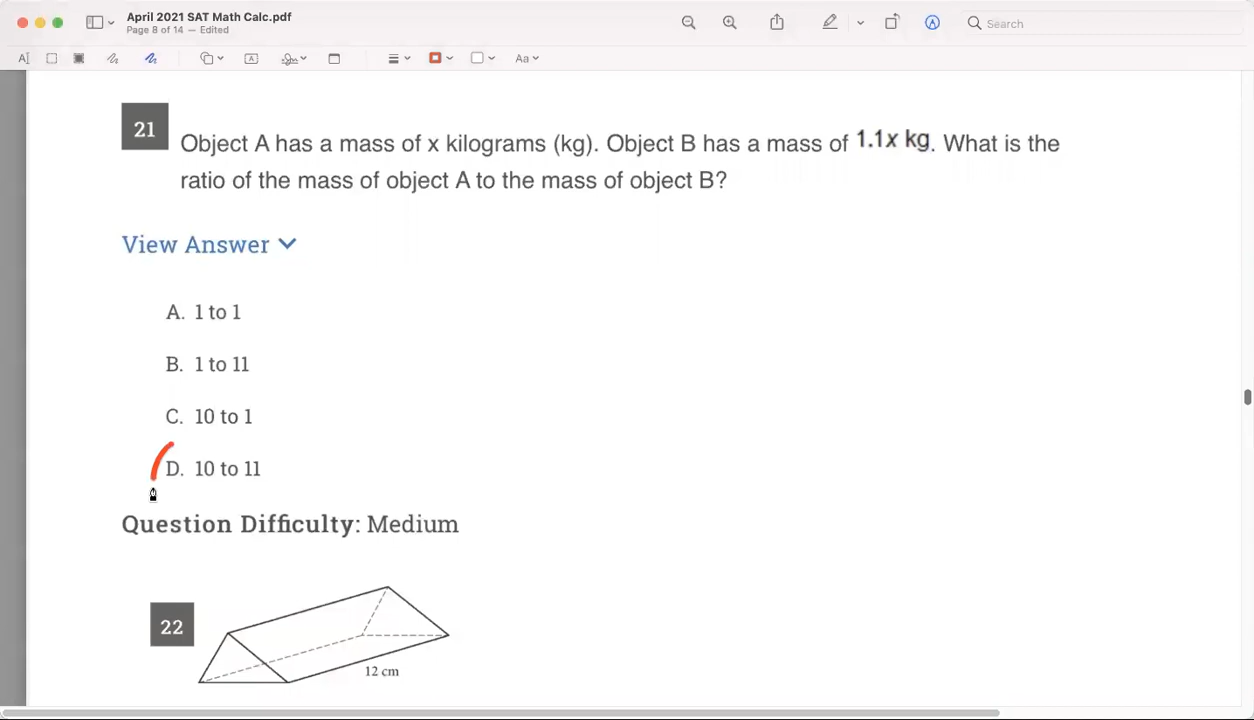 April 2021 SAT Math Calc.pdf
Page 8 of 14 — Edited
Search
Aa
21
Object A has a mass of x kilograms (kg). Object B has a mass of 1.1x kg. What is the
ratio of the mass of object A to the mass of object B?
View Answer
A. 1 to 1
B. 1 to 11
C. 10 to 1
D. 10 to 11
Question Difficulty: Medium
22
12 cm